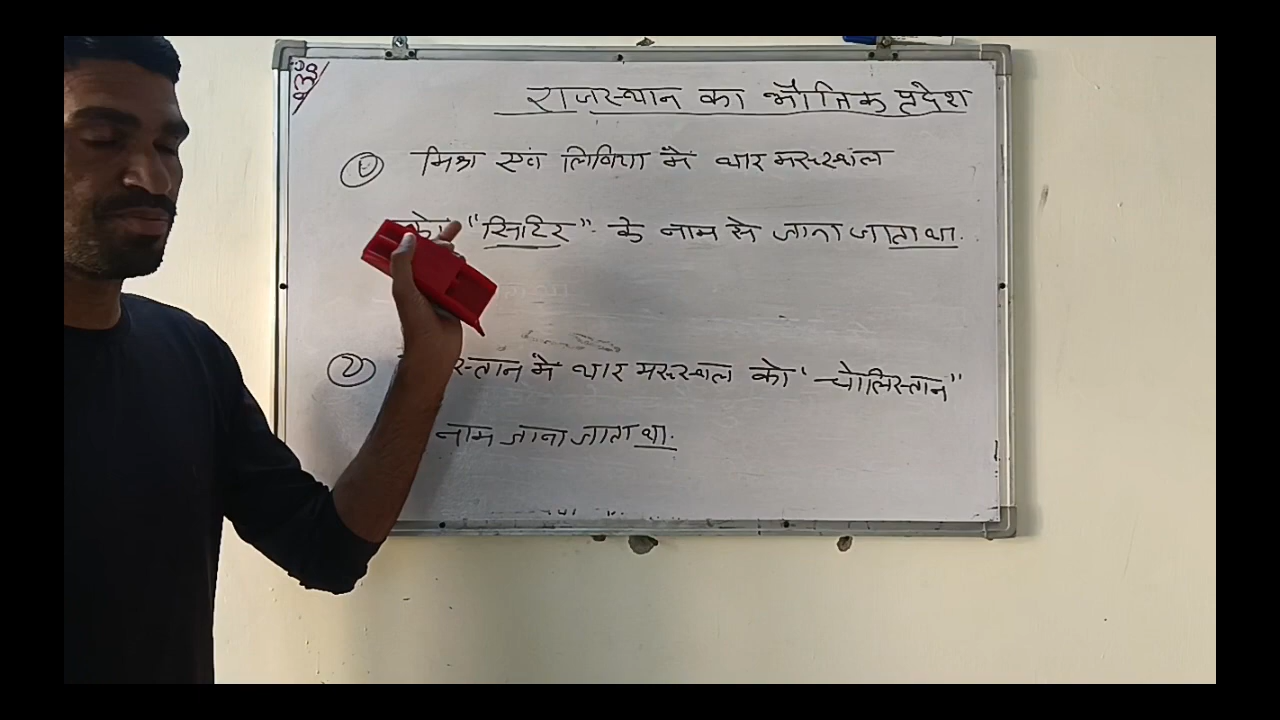 राजस्थान का भौतिक प्रदेश
① मिश्र एवं लिबिया में थार मरूस्थल
को "सिटिर" के नाम से जाना जाता था.
② स्तान में थार मरूस्थल को "चोलिस्तान"
नाम जाना जाता था.